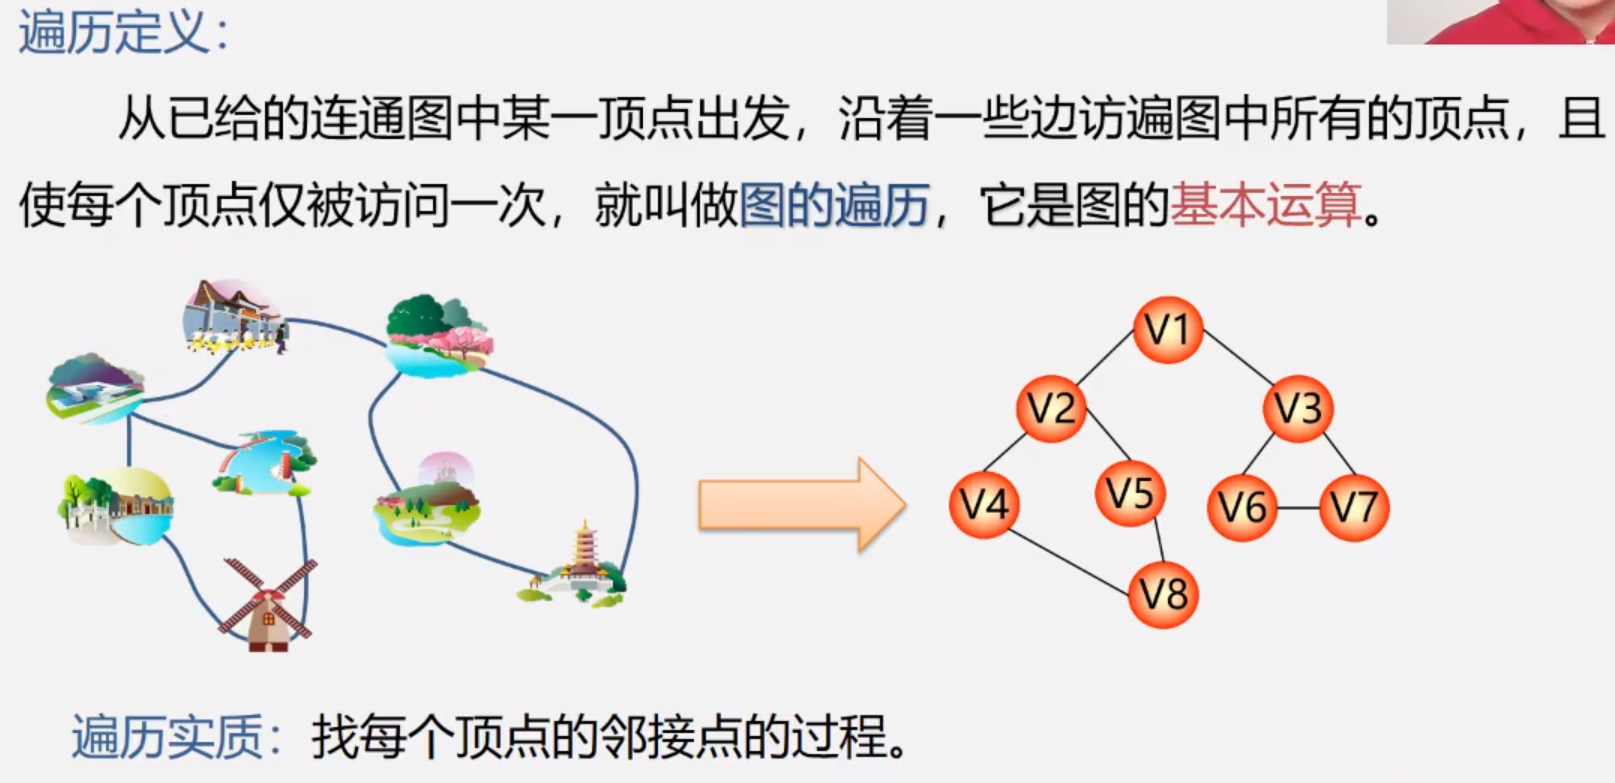 遍历定义：
从已给的连通图中某一顶点出发，沿着一些边访遍图中所有的顶点，且
使每个顶点仅被访问一次，就叫做图的遍历，它是图的基本运算。
V1
V2
V3
V4
V5
V6
V7
V8
遍历实质：找每个顶点的邻接点的过程。